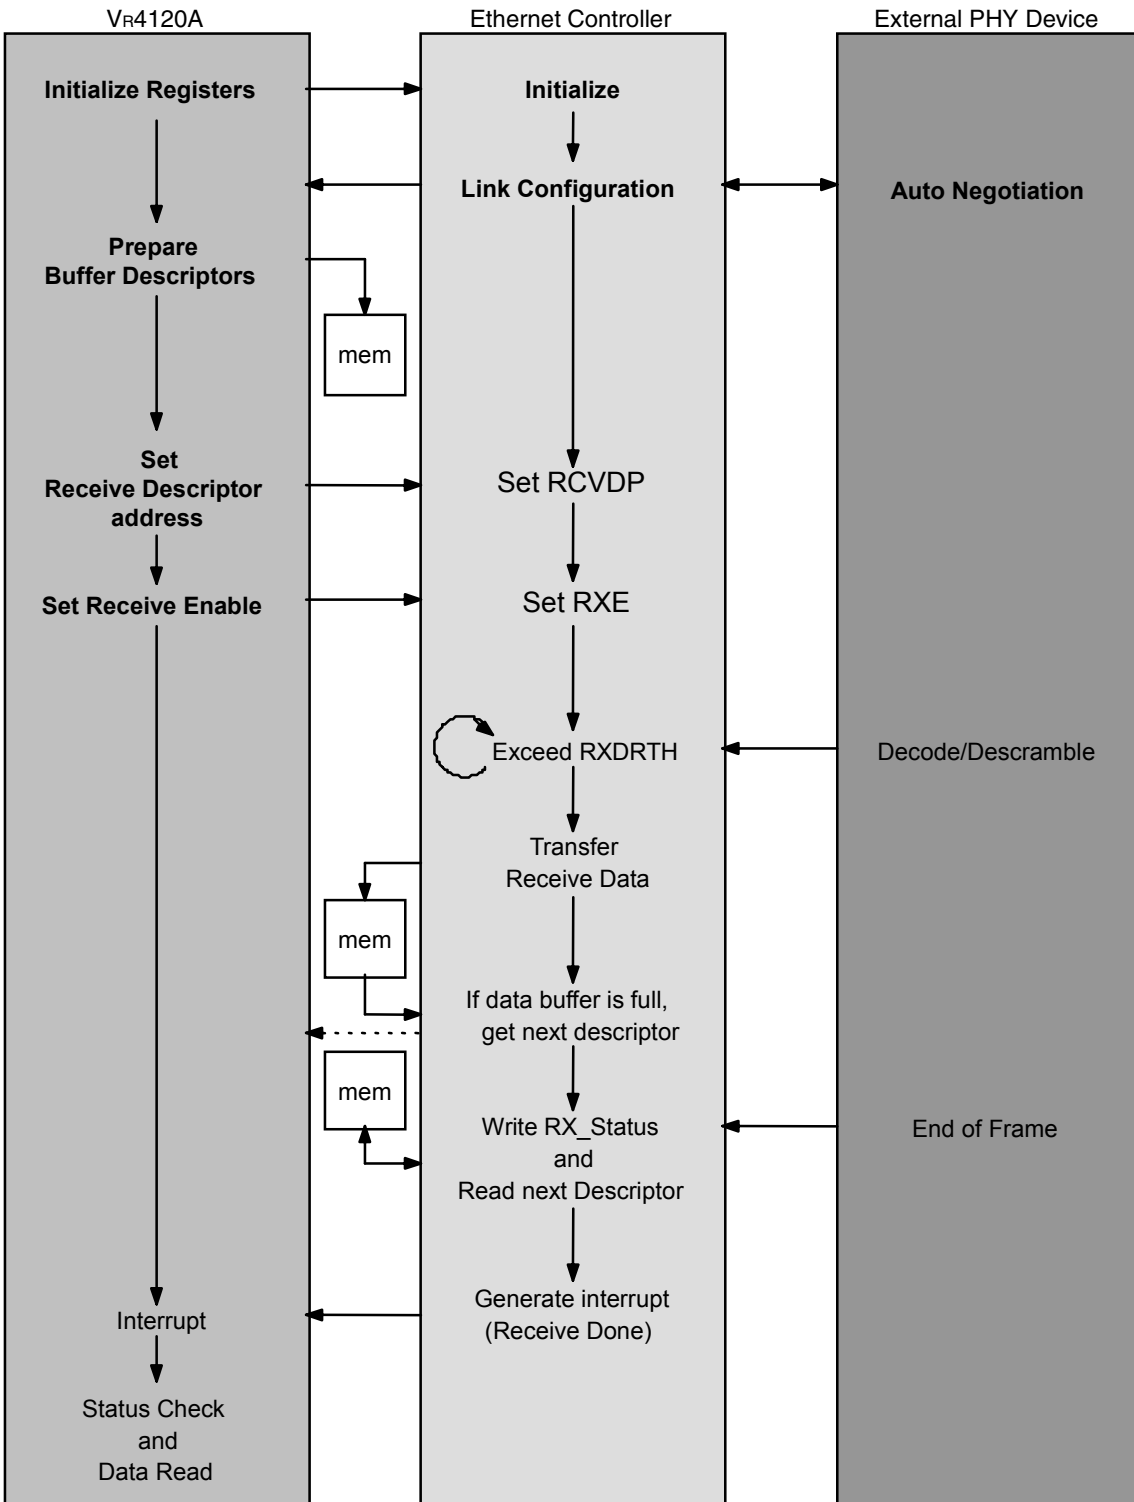 VR4120A
Ethernet Controller
External PHY Device
Initialize Registers
Initialize
Link Configuration
Auto Negotiation
Prepare
Buffer Descriptors
mem
Set
Receive Descriptor
address
Set RCVDP
Set Receive Enable
Set RXE
Exceed RXDRTH
Decode/Descramble
Transfer
Receive Data
mem
If data buffer is full,
get next descriptor
mem
Write RX_Status
and
Read next Descriptor
End of Frame
Generate interrupt
(Receive Done)
Interrupt
Status Check
and
Data Read